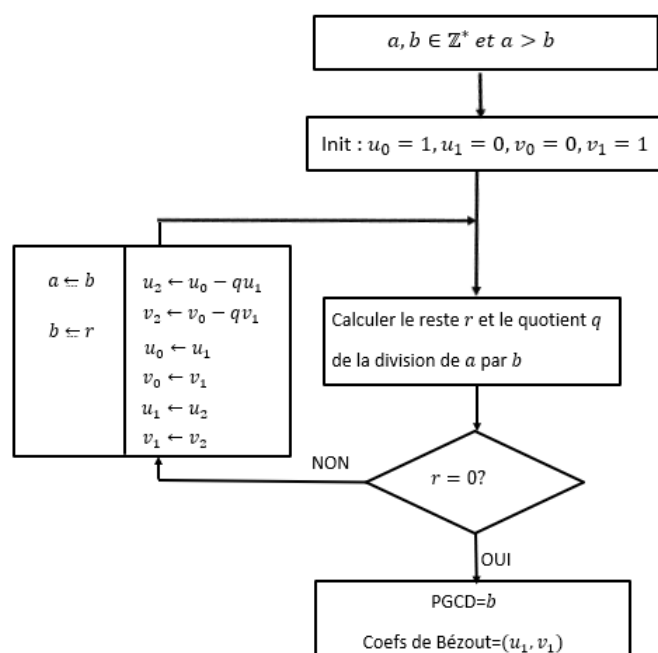 a, b ∈ ℤ* et a > b
Init : u₀ = 1, u₁ = 0, v₀ = 0, v₁ = 1
a ← b
b ← r
u₂ ← u₀ − qu₁
v₂ ← v₀ − qv₁
u₀ ← u₁
v₀ ← v₁
u₁ ← u₂
v₁ ← v₂
Calculer le reste r et le quotient q
de la division de a par b
NON
r = 0?
OUI
PGCD=b
Coefs de Bézout=(u₁, v₁)